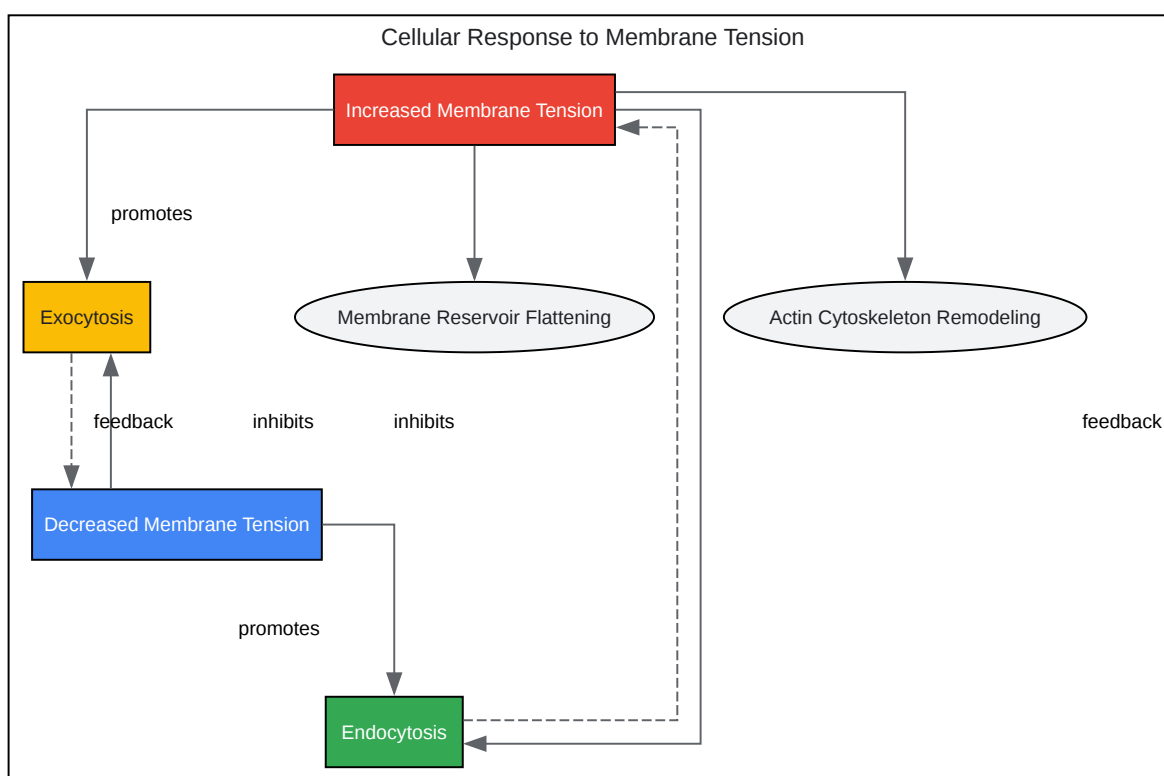 Cellular Response to Membrane Tension
Increased Membrane Tension
promotes
Exocytosis
Membrane Reservoir Flattening
Actin Cytoskeleton Remodeling
feedback
inhibits
inhibits
feedback
Decreased Membrane Tension
promotes
Endocytosis